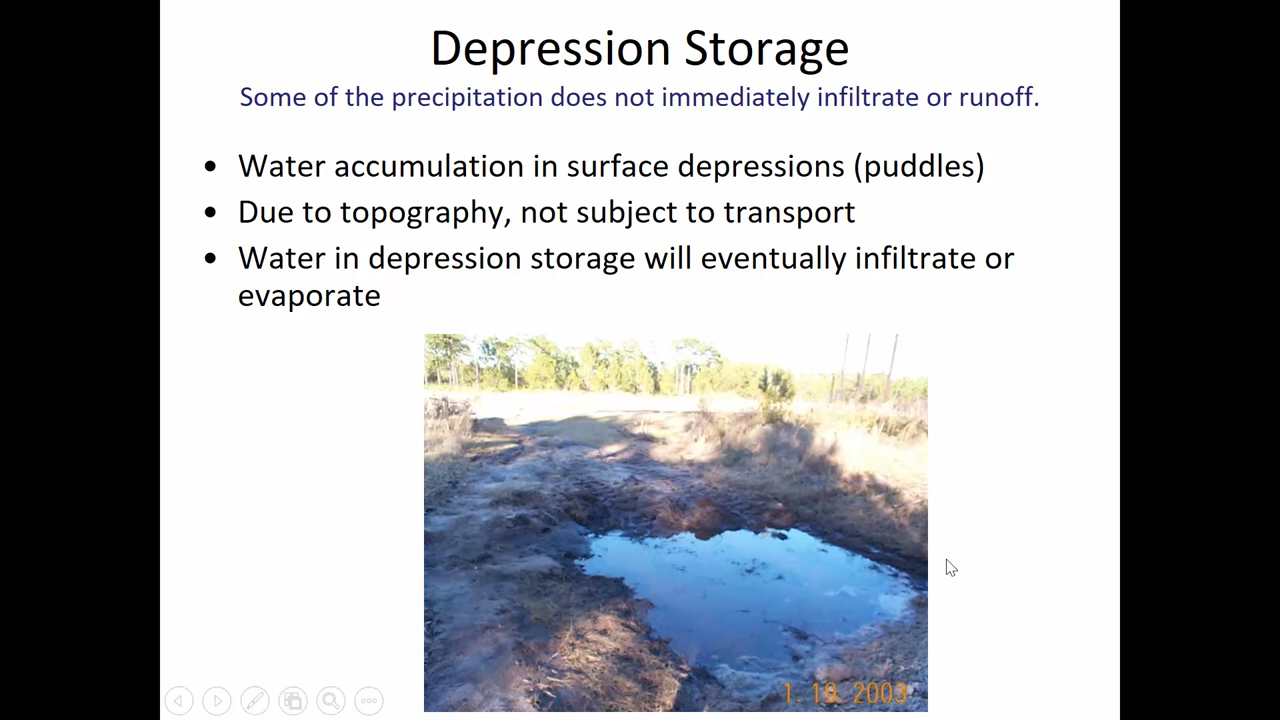 Depression Storage
Some of the precipitation does not immediately infiltrate or runoff.
• Water accumulation in surface depressions (puddles)
• Due to topography, not subject to transport
• Water in depression storage will eventually infiltrate or
evaporate
1. 19. 2003